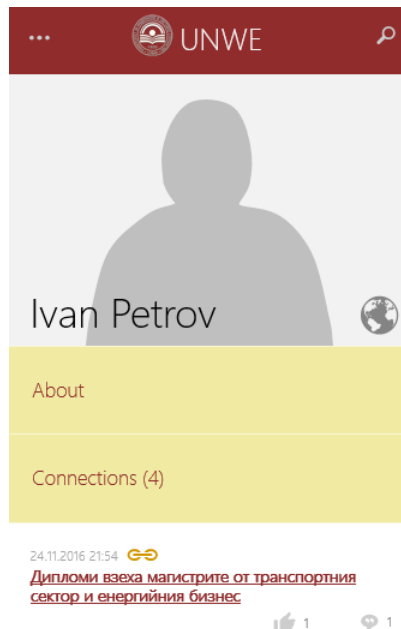 UNWE
Ivan Petrov
About
Connections (4)
24.11.2016 21:54
Дипломи взеха магистрите от транспортния
сектор и енергийния бизнес
1 1